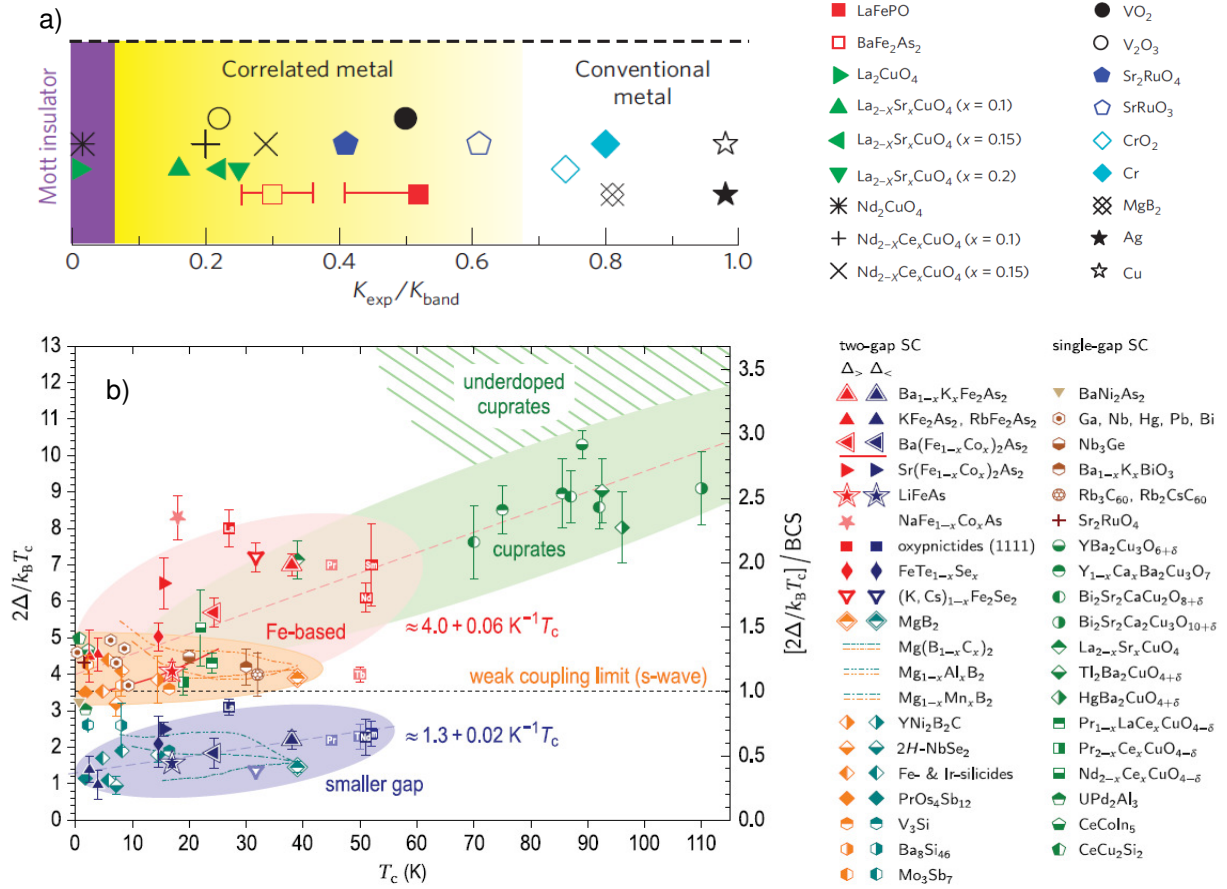 a)
Mott insulator
Correlated metal
Conventional
metal
0
0.2
0.4
0.6
0.8
1.0
K_exp/K_band
LaFePO
BaFe₂As₂
La₂CuO₄
La₂₋ₓSrₓCuO₄ (x = 0.1)
La₂₋ₓSrₓCuO₄ (x = 0.15)
La₂₋ₓSrₓCuO₄ (x = 0.2)
Nd₂CuO₄
Nd₂₋ₓCeₓCuO₄ (x = 0.1)
Nd₂₋ₓCeₓCuO₄ (x = 0.15)
VO₂
V₂O₃
Sr₂RuO₄
SrRuO₃
CrO₂
Cr
MgB₂
Ag
Cu
b)
2Δ/k_BT_c
13
12
11
10
9
8
7
6
5
4
3
2
1
0
underdoped
cuprates
cuprates
Fe-based
≈4.0+0.06 K⁻¹T_c
weak coupling limit (s-wave)
≈1.3+0.02 K⁻¹T_c
smaller gap
Pr
Nd
Pr
3.5
3.0
2.5
2.0
1.5
1.0
0.5
0.0
[2Δ/k_BT_c]/BCS
0
10
20
30
40
50
60
70
80
90
100
110
T_c (K)
two-gap SC
Δ_> Δ_<
Ba₁₋ₓKₓFe₂As₂
KFe₂As₂, RbFe₂As₂
Ba(Fe₁₋ₓCoₓ)₂As₂
Sr(Fe₁₋ₓCoₓ)₂As₂
LiFeAs
NaFe₁₋ₓCoₓAs
oxypnictides (1111)
FeTe₁₋ₓSeₓ
(K, Cs)₁₋ₓFe₂Se₂
MgB₂
Mg(B₁₋ₓCₓ)₂
Mg₁₋ₓAlₓB₂
Mg₁₋ₓMnₓB₂
YNi₂B₂C
2H-NbSe₂
Fe- & Ir-silicides
PrOs₄Sb₁₂
V₃Si
Ba₈Si₄₆
Mo₃Sb₇
single-gap SC
BaNi₂As₂
Ga, Nb, Hg, Pb, Bi
Nb₃Ge
Ba₁₋ₓKₓBiO₃
Rb₃C₆₀, Rb₂CsC₆₀
Sr₂RuO₄
YBa₂Cu₃O₆₊δ
Y₁₋ₓCaₓBa₂Cu₃O₇
Bi₂Sr₂CaCu₂O₈₊δ
Bi₂Sr₂Ca₂Cu₃O₁₀₊δ
La₂₋ₓSrₓCuO₄
Tl₂Ba₂CuO₄₊δ
HgBa₂CuO₄₊δ
Pr₁₋ₓLaCeₓCuO₄₋δ
Pr₂₋ₓCeₓCuO₄₋δ
Nd₂₋ₓCeₓCuO₄₋δ
UPd₂Al₃
CeCoIn₅
CeCu₂Si₂